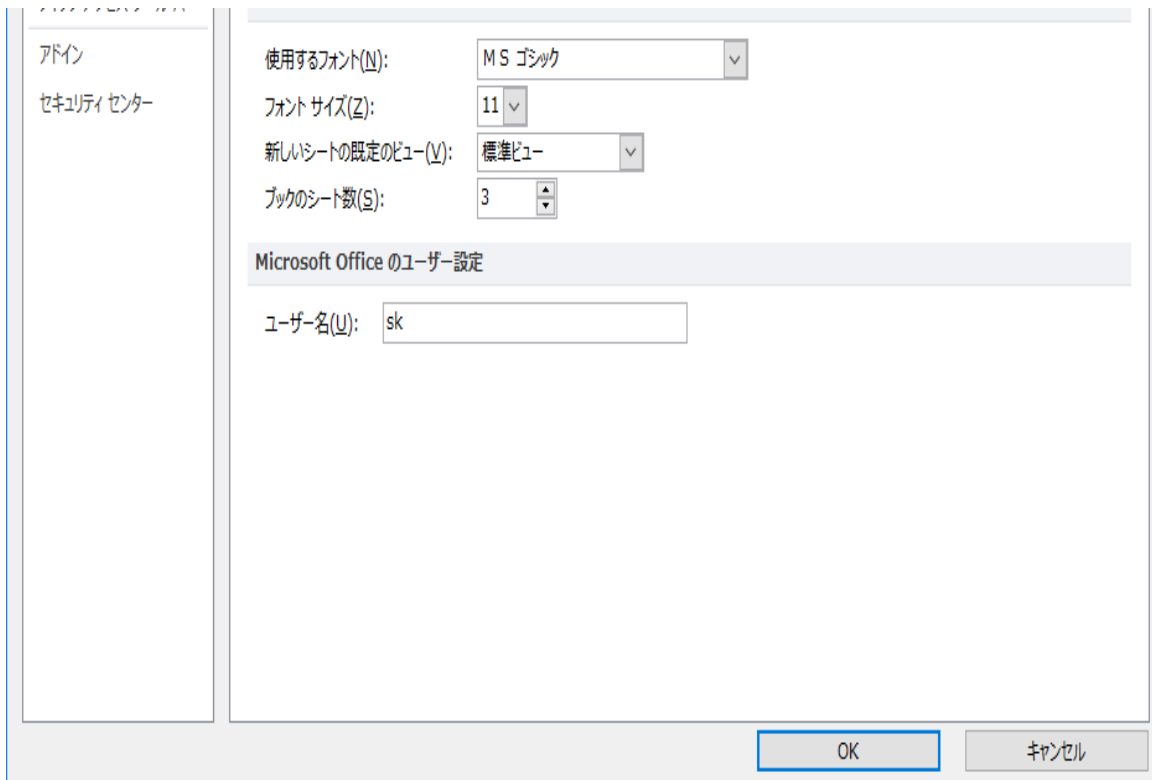 アドイン
セキュリティ センター
使用するフォント(N):
ＭＳ ゴシック
フォント サイズ(Z):
11
新しいシートの既定のビュー(V):
標準ビュー
ブックのシート数(S):
3
Microsoft Office のユーザー設定
ユーザー名(U):
sk
OK
キャンセル